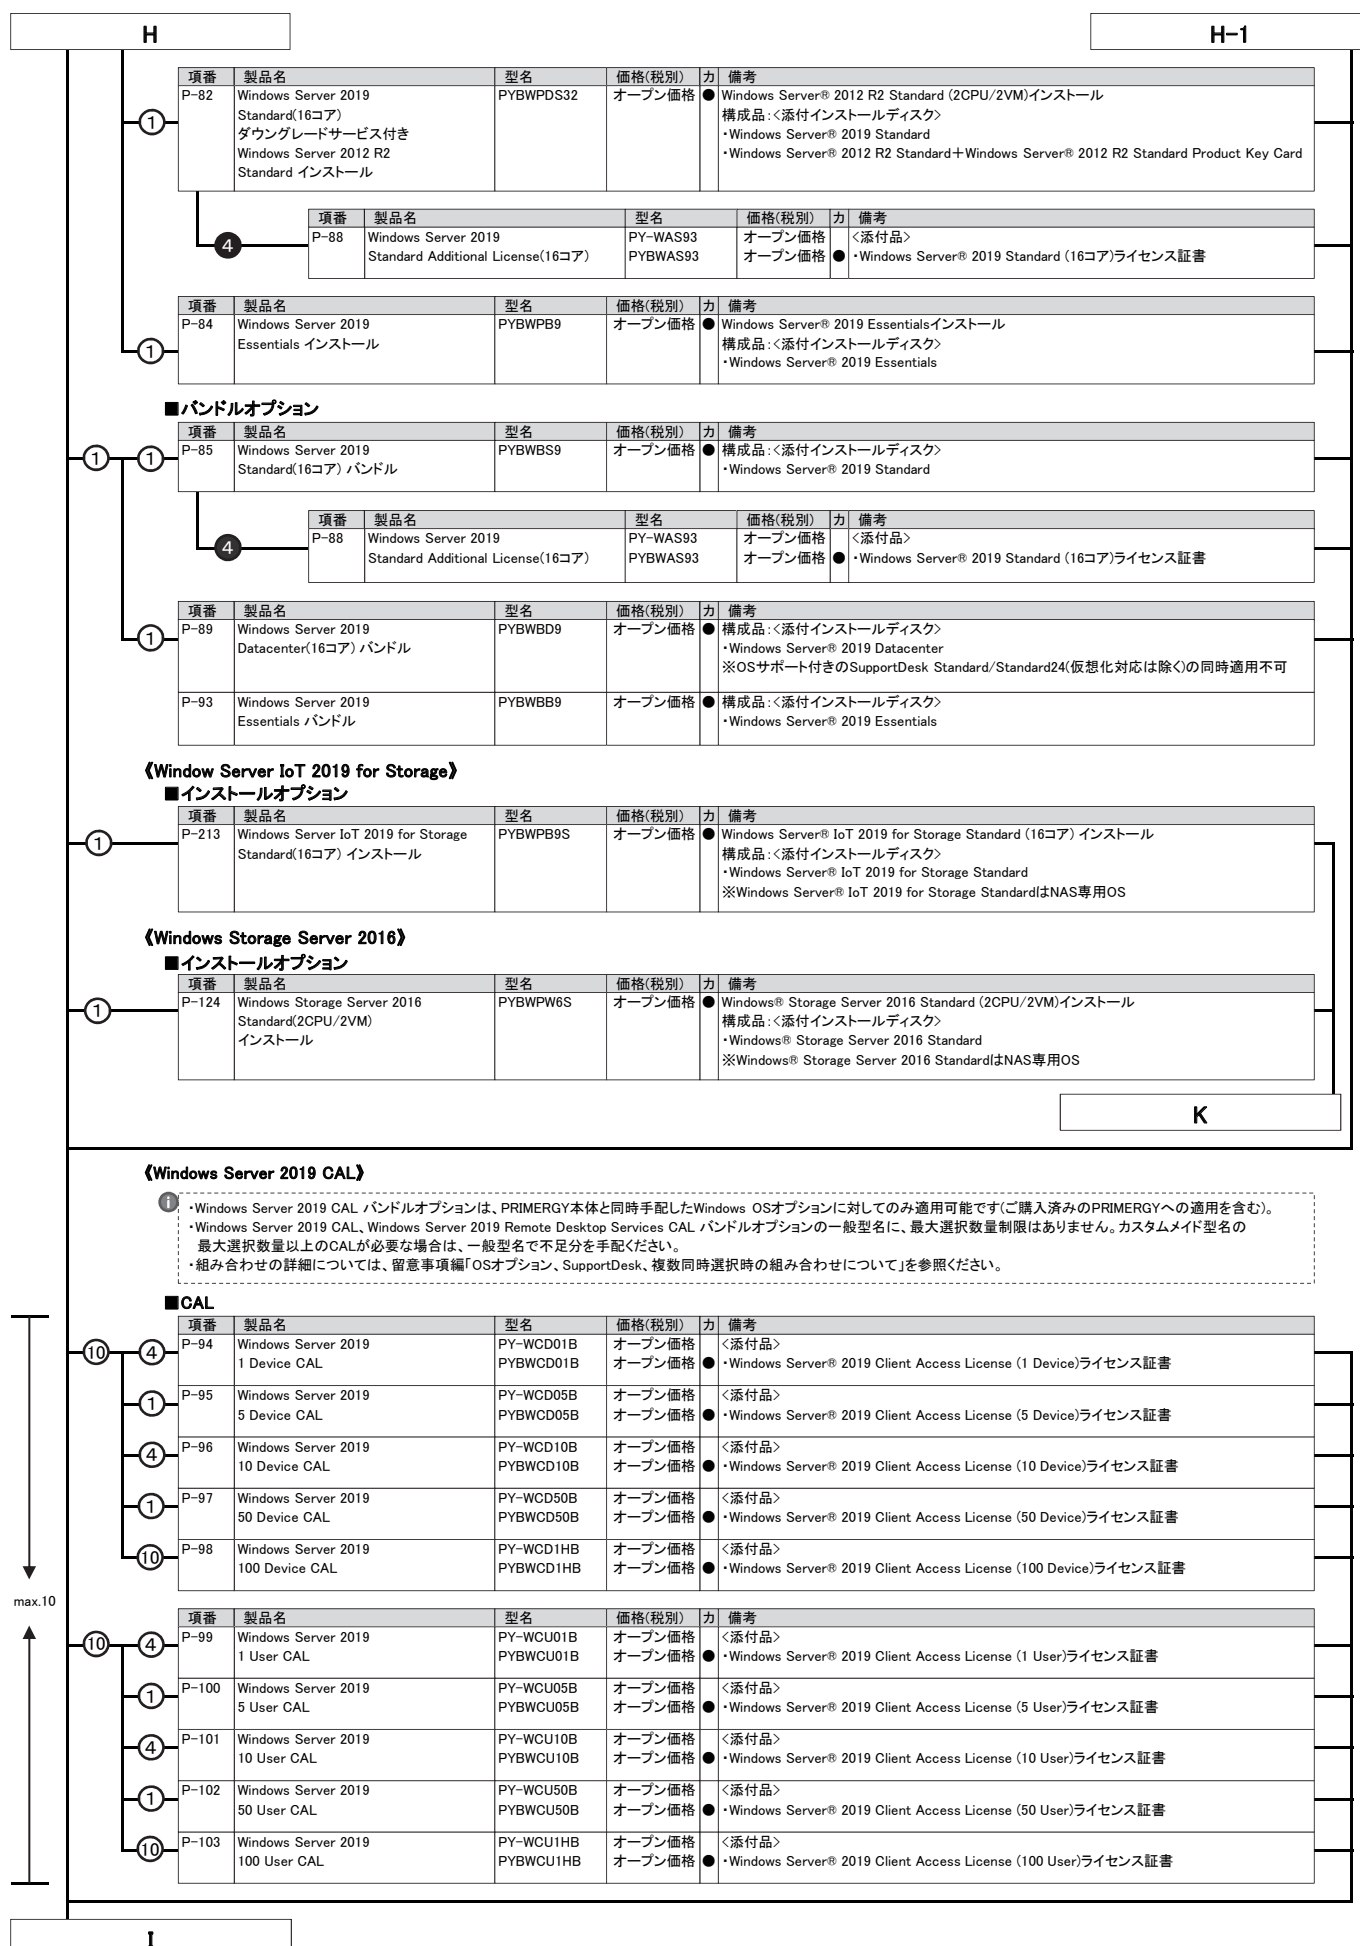 H
H-1
項番 製品名 型名 価格(税別) カ 備考
① P-82 Windows Server 2019 PYBWPDS32 オープン価格 ● Windows Server® 2012 R2 Standard (2CPU/2VM)インストール
Standard(16コア) 構成品:<添付インストールディスク>
ダウングレードサービス付き ・Windows Server® 2019 Standard
Windows Server 2012 R2 ・Windows Server® 2012 R2 Standard+Windows Server® 2012 R2 Standard Product Key Card
Standard インストール
項番 製品名 型名 価格(税別) カ 備考
4 P-88 Windows Server 2019 PY-WAS93 オープン価格 <添付品>
Standard Additional License(16コア) PYBWAS93 オープン価格 ● ・Windows Server® 2019 Standard (16コア)ライセンス証書
項番 製品名 型名 価格(税別) カ 備考
① P-84 Windows Server 2019 PYBWPB9 オープン価格 ● Windows Server® 2019 Essentialsインストール
Essentials インストール 構成品:<添付インストールディスク>
・Windows Server® 2019 Essentials
■バンドルオプション
項番 製品名 型名 価格(税別) カ 備考
① ① P-85 Windows Server 2019 PYBWBS9 オープン価格 ● 構成品:<添付インストールディスク>
Standard(16コア) バンドル ・Windows Server® 2019 Standard
項番 製品名 型名 価格(税別) カ 備考
4 P-88 Windows Server 2019 PY-WAS93 オープン価格 <添付品>
Standard Additional License(16コア) PYBWAS93 オープン価格 ● ・Windows Server® 2019 Standard (16コア)ライセンス証書
項番 製品名 型名 価格(税別) カ 備考
① P-89 Windows Server 2019 PYBWBD9 オープン価格 ● 構成品:<添付インストールディスク>
Datacenter(16コア) バンドル ・Windows Server® 2019 Datacenter
※OSサポート付きのSupportDesk Standard/Standard24(仮想化対応は除く)の同時適用不可
P-93 Windows Server 2019 PYBWBB9 オープン価格 ● 構成品:<添付インストールディスク>
Essentials バンドル ・Windows Server® 2019 Essentials
《Window Server IoT 2019 for Storage》
■インストールオプション
項番 製品名 型名 価格(税別) カ 備考
① P-213 Windows Server IoT 2019 for Storage PYBWPB9S オープン価格 ● Windows Server® IoT 2019 for Storage Standard (16コア) インストール
Standard(16コア) インストール 構成品:<添付インストールディスク>
・Windows Server® IoT 2019 for Storage Standard
※Windows Server® IoT 2019 for Storage StandardはNAS専用OS
《Windows Storage Server 2016》
■インストールオプション
項番 製品名 型名 価格(税別) カ 備考
① P-124 Windows Storage Server 2016 PYBWPW6S オープン価格 ● Windows® Storage Server 2016 Standard (2CPU/2VM)インストール
Standard(2CPU/2VM) 構成品:<添付インストールディスク>
インストール ・Windows® Storage Server 2016 Standard
※Windows® Storage Server 2016 StandardはNAS専用OS
K
《Windows Server 2019 CAL》
i ・Windows Server 2019 CAL バンドルオプションは、PRIMERGY本体と同時手配したWindows OSオプションに対してのみ適用可能です(ご購入済みのPRIMERGYへの適用を含む)。
・Windows Server 2019 CAL、Windows Server 2019 Remote Desktop Services CAL バンドルオプションの一般型名に、最大選択数量制限はありません。カスタムメイド型名の
最大選択数量以上のCALが必要な場合は、一般型名で不足分を手配ください。
・組み合わせの詳細については、留意事項編「OSオプション、SupportDesk、複数同時選択時の組み合わせについて」を参照ください。
■CAL
項番 製品名 型名 価格(税別) カ 備考
⑩ ④ P-94 Windows Server 2019 PY-WCD01B オープン価格 <添付品>
1 Device CAL PYBWCD01B オープン価格 ● ・Windows Server® 2019 Client Access License (1 Device)ライセンス証書
① P-95 Windows Server 2019 PY-WCD05B オープン価格 <添付品>
5 Device CAL PYBWCD05B オープン価格 ● ・Windows Server® 2019 Client Access License (5 Device)ライセンス証書
④ P-96 Windows Server 2019 PY-WCD10B オープン価格 <添付品>
10 Device CAL PYBWCD10B オープン価格 ● ・Windows Server® 2019 Client Access License (10 Device)ライセンス証書
① P-97 Windows Server 2019 PY-WCD50B オープン価格 <添付品>
50 Device CAL PYBWCD50B オープン価格 ● ・Windows Server® 2019 Client Access License (50 Device)ライセンス証書
⑩ P-98 Windows Server 2019 PY-WCD1HB オープン価格 <添付品>
100 Device CAL PYBWCD1HB オープン価格 ● ・Windows Server® 2019 Client Access License (100 Device)ライセンス証書
max.10
項番 製品名 型名 価格(税別) カ 備考
⑩ ④ P-99 Windows Server 2019 PY-WCU01B オープン価格 <添付品>
1 User CAL PYBWCU01B オープン価格 ● ・Windows Server® 2019 Client Access License (1 User)ライセンス証書
① P-100 Windows Server 2019 PY-WCU05B オープン価格 <添付品>
5 User CAL PYBWCU05B オープン価格 ● ・Windows Server® 2019 Client Access License (5 User)ライセンス証書
④ P-101 Windows Server 2019 PY-WCU10B オープン価格 <添付品>
10 User CAL PYBWCU10B オープン価格 ● ・Windows Server® 2019 Client Access License (10 User)ライセンス証書
① P-102 Windows Server 2019 PY-WCU50B オープン価格 <添付品>
50 User CAL PYBWCU50B オープン価格 ● ・Windows Server® 2019 Client Access License (50 User)ライセンス証書
⑩ P-103 Windows Server 2019 PY-WCU1HB オープン価格 <添付品>
100 User CAL PYBWCU1HB オープン価格 ● ・Windows Server® 2019 Client Access License (100 User)ライセンス証書
I